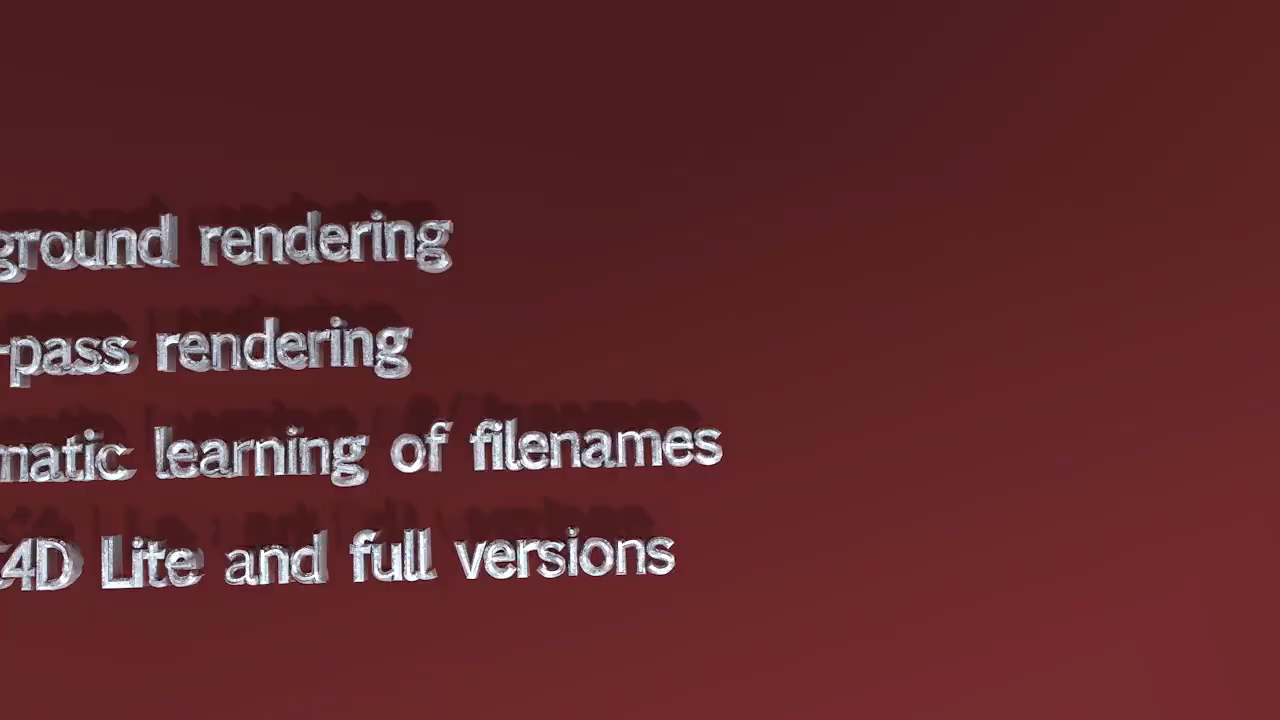 ground rendering
-pass rendering
matic learning of filenames
4D Lite and full versions